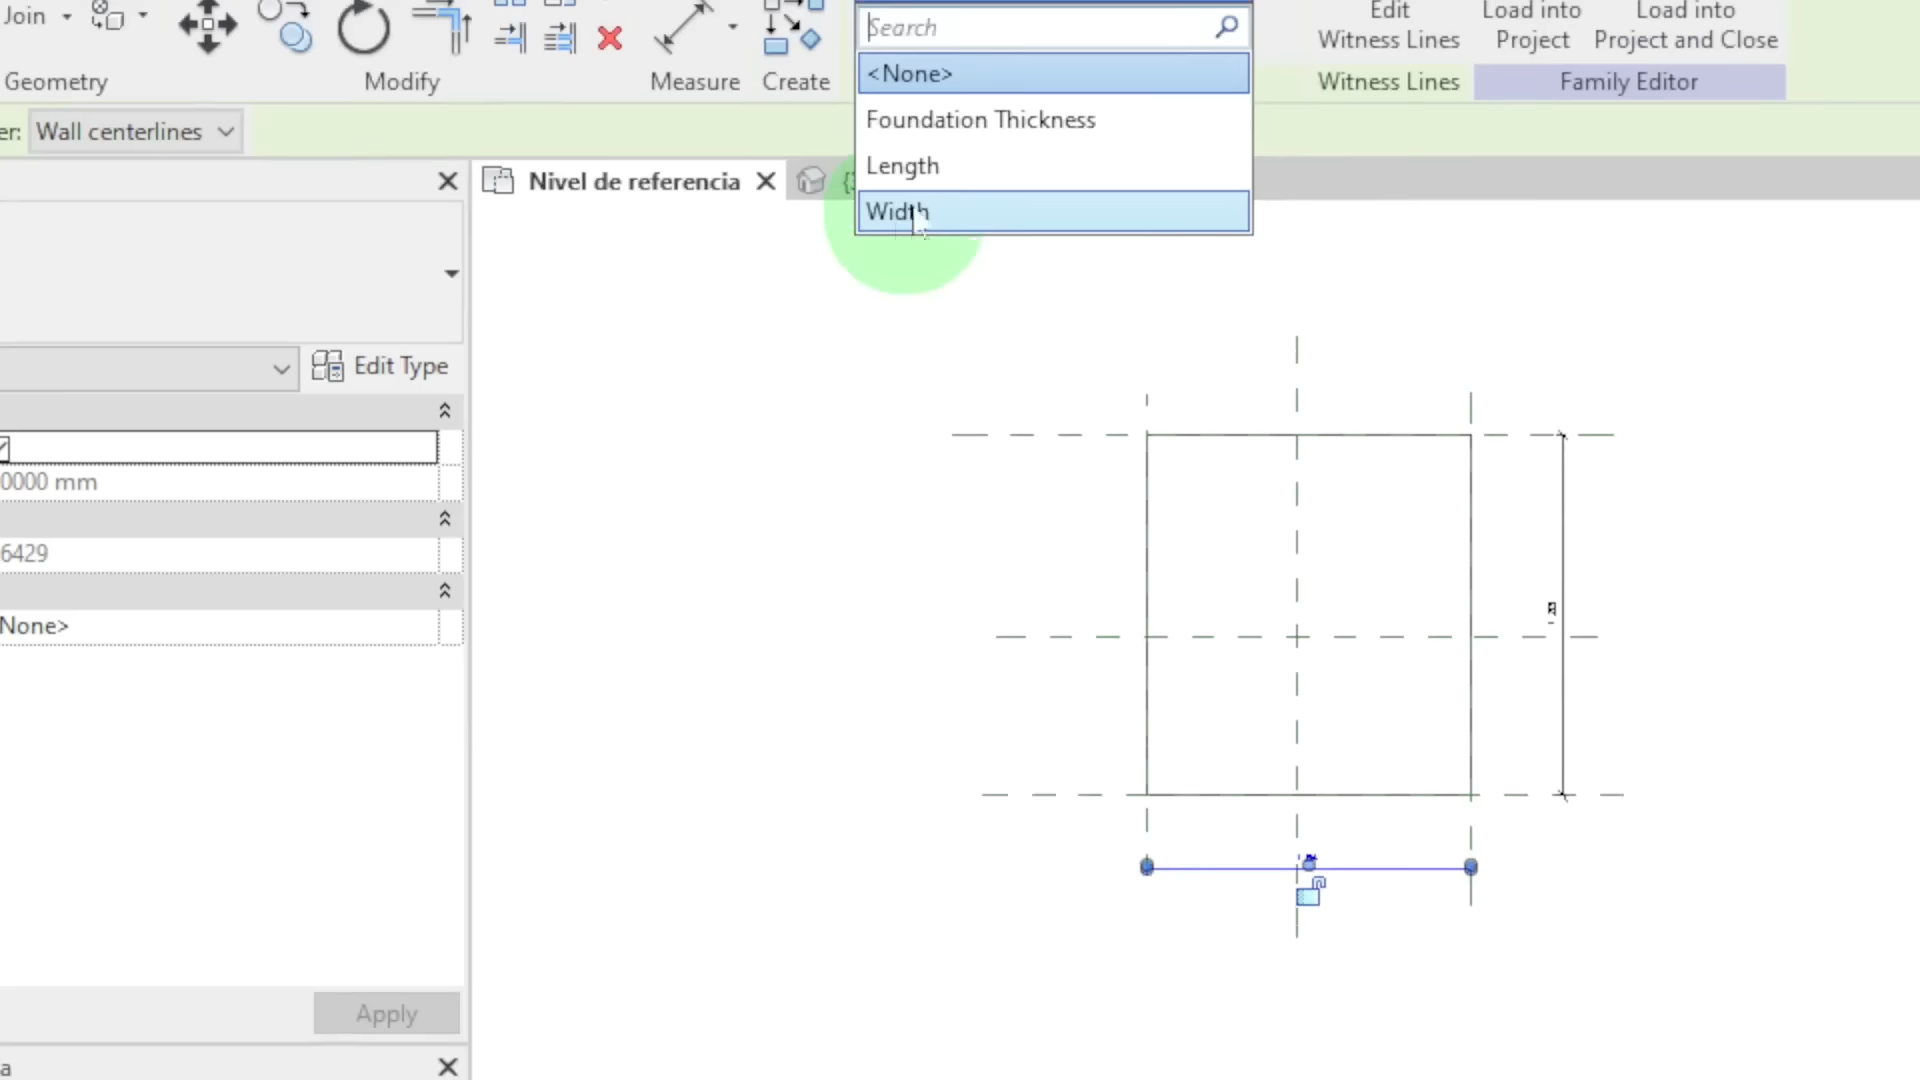 Join
Geometry
Modify
Measure
Create
Search
<None>
Foundation Thickness
Length
Width
Edit
Witness Lines
Load into
Project
Load into
Project and Close
Witness Lines
Family Editor
er:
Wall centerlines
Nivel de referencia
Edit Type
0000 mm
6429
None>
Apply
a